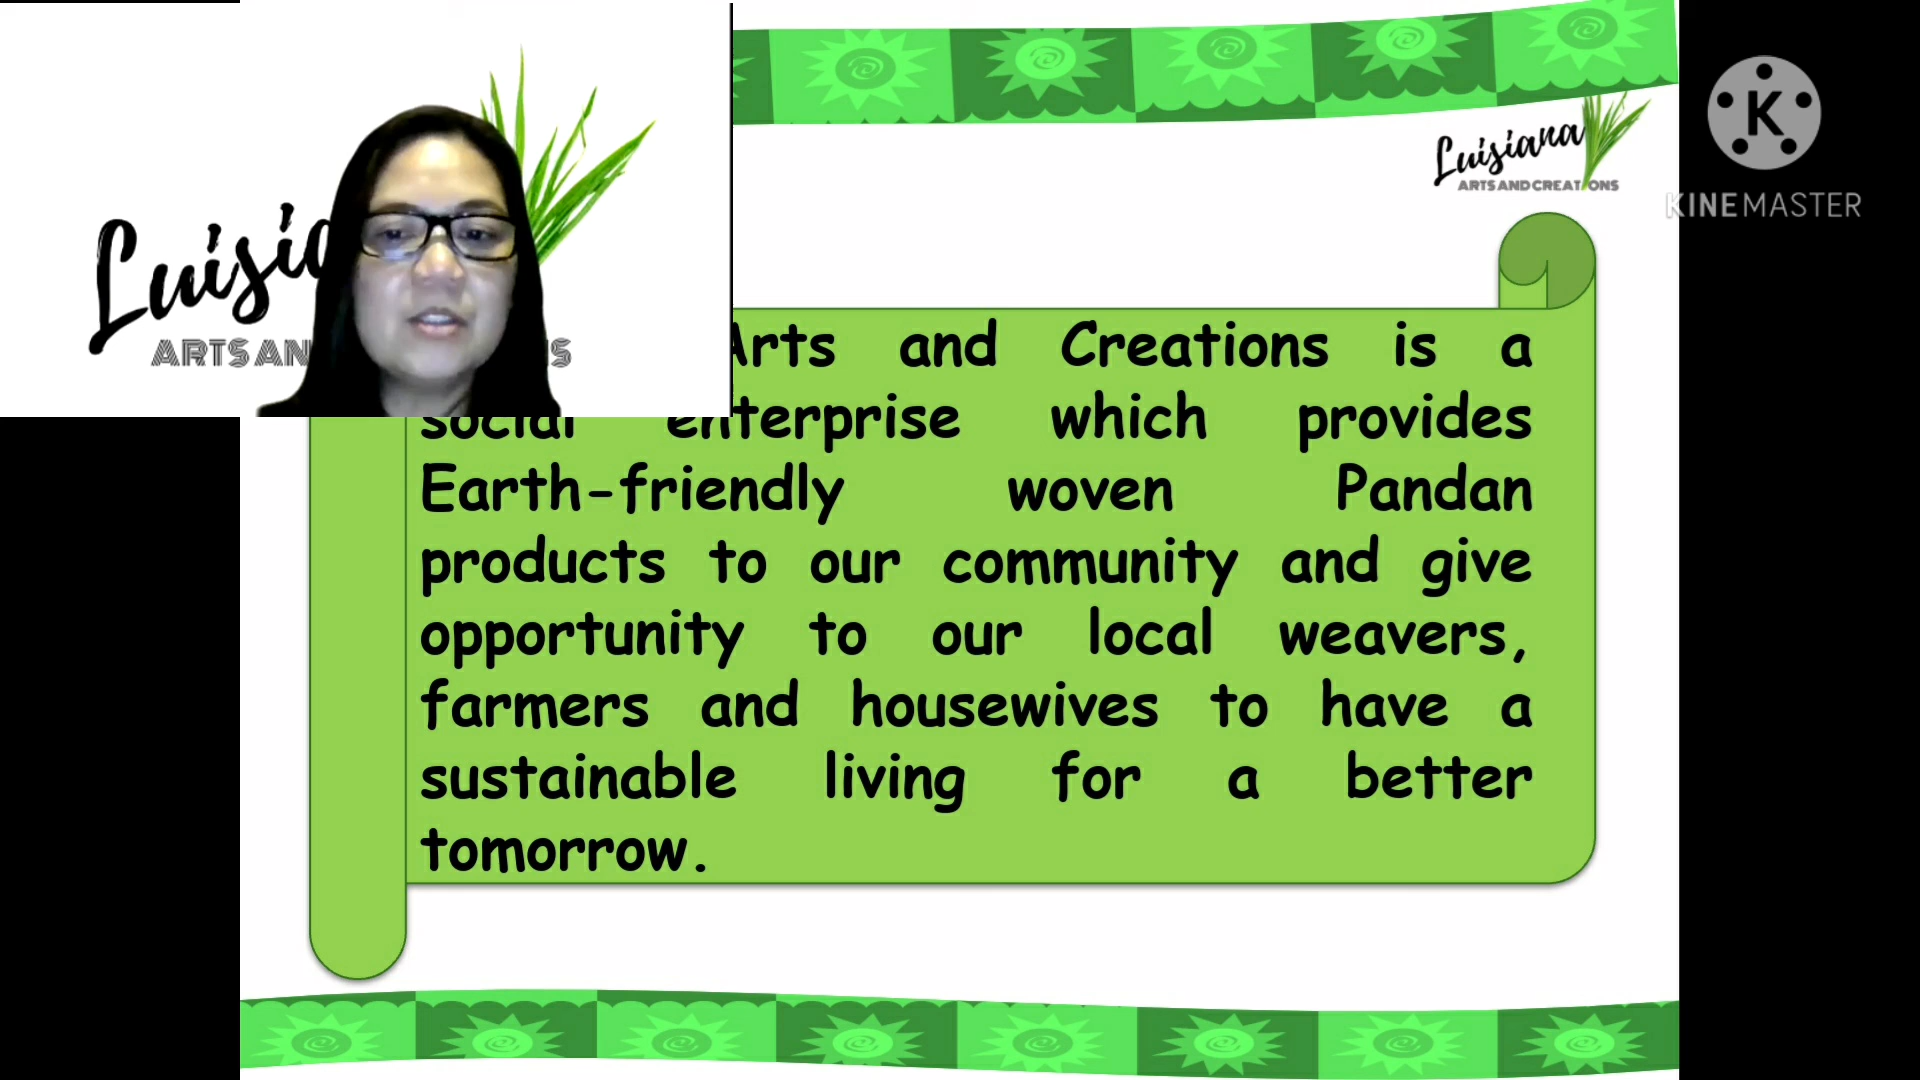 Luisiana
ARTS AND CREATIONS
K
KINEMASTER
Arts and Creations is a
social enterprise which provides
Earth-friendly woven Pandan
products to our community and give
opportunity to our local weavers,
farmers and housewives to have a
sustainable living for a better
tomorrow.